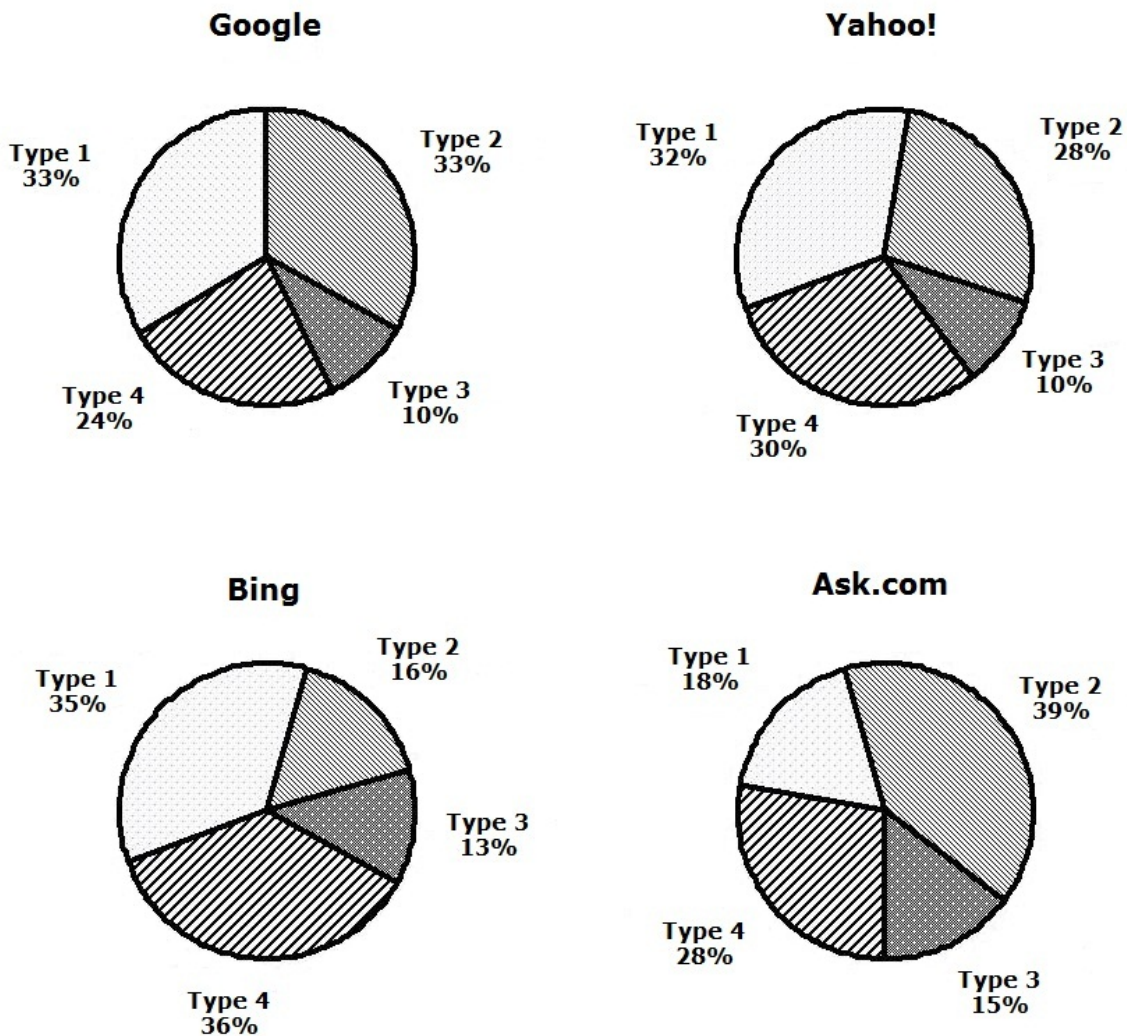 Google
Type 1
33%
Type 2
33%
Type 4
24%
Type 3
10%
Yahoo!
Type 1
32%
Type 2
28%
Type 3
10%
Type 4
30%
Bing
Type 1
35%
Type 2
16%
Type 3
13%
Type 4
36%
Ask.com
Type 1
18%
Type 2
39%
Type 4
28%
Type 3
15%